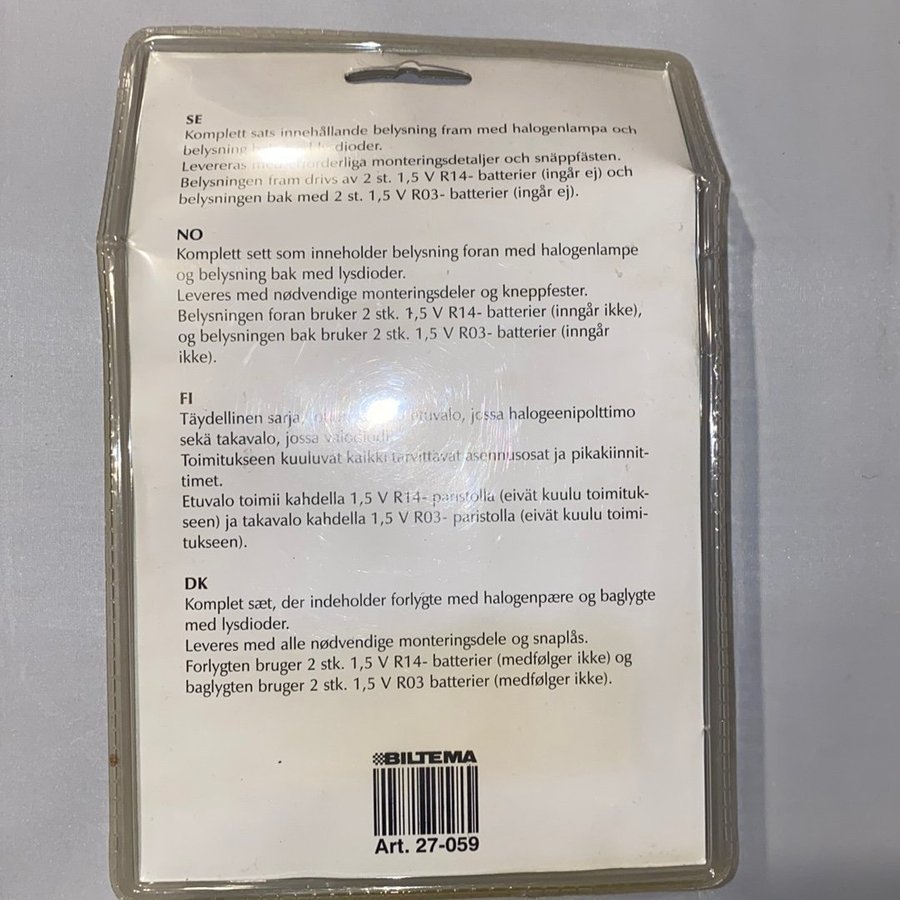 SE
Komplett sats innehållande belysning fram med halogenlampa och
belysning lysdioder.
Levereras erforderliga monteringsdetaljer och snäppfästen.
Belysningen fram drivs av 2 st. 1,5 V R14- batterier (ingår ej) och
belysningen bak med 2 st. 1,5 V R03- batterier (ingår ej).
NO
Komplett sett som inneholder belysning foran med halogenlampe
og belysning bak med lysdioder.
Leveres med nødvendige monteringsdeler og kneppfester.
Belysningen foran bruker 2 stk. 1,5 V R14- batterier (inngår ikke),
og belysningen bak bruker 2 stk. 1,5 V R03- batterier (inngår
ikke).
FI
Täydellinen sarja, etuvalo, jossa halogeenipolttimo
sekä takavalo, jossa
Toimitukseen kuuluvat kaikki tarvittavat asennusosat ja pikakiinnit-
timet.
Etuvalo toimii kahdella 1,5 V R14- paristolla (eivät kuulu toimituk-
seen) ja takavalo kahdella 1,5 V R03- paristolla (eivät kuulu toimi-
tukseen).
DK
Komplet sæt, der indeholder forlygte med halogenpære og baglygte
med lysdioder.
Leveres med alle nødvendige monteringsdele og snaplås.
Forlygten bruger 2 stk. 1,5 V R14- batterier (medfølger ikke) og
baglygten bruger 2 stk. 1,5 V R03 batterier (medfølger ikke).
BILTEMA
Art. 27-059